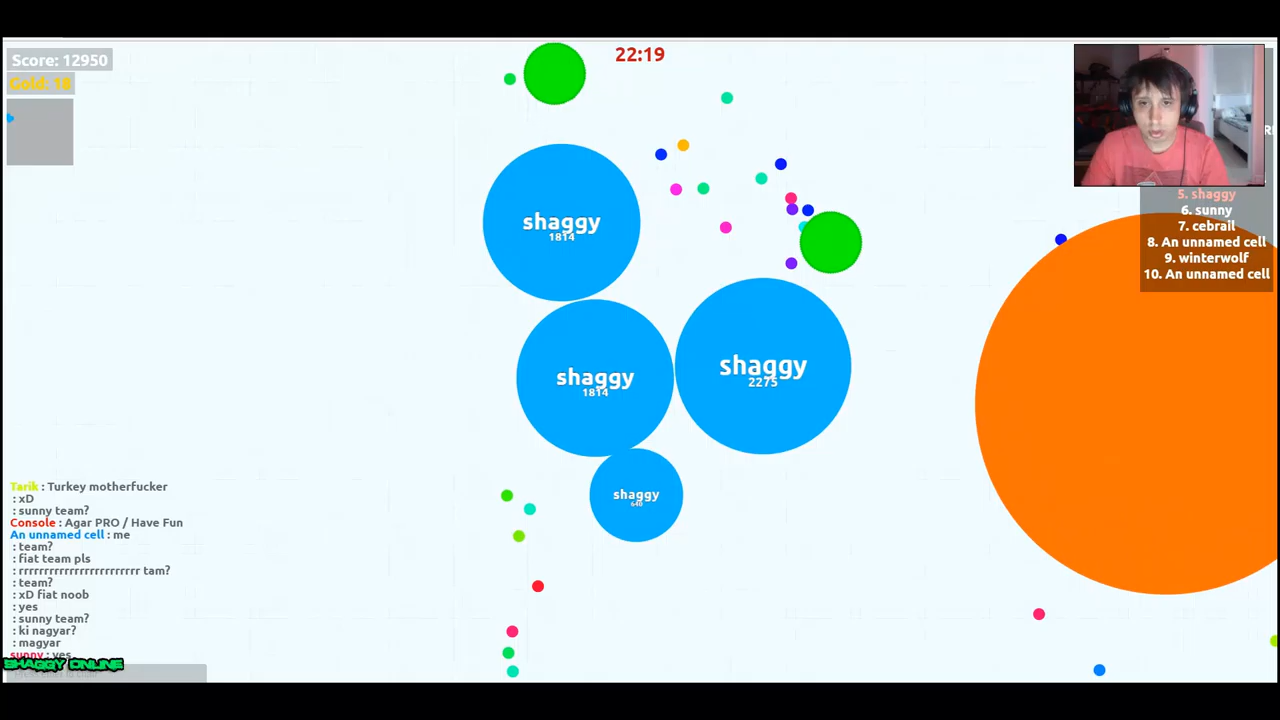 Score: 12950
Gold: 18
22:19
5. shaggy
6. sunny
7. cebrail
8. An unnamed cell
9. winterwolf
10. An unnamed cell
shaggy
1814
shaggy
1814
shaggy
2275
shaggy
640
Tarik : Turkey motherfucker
: xD
: sunny team?
Console : Agar PRO / Have Fun
An unnamed cell : me
: team?
: fiat team pls
: rrrrrrrrrrrrrrrrrrrrrrr tam?
: team?
: xD fiat noob
: yes
: sunny team?
: ki nagyar?
: magyar
sunny : yes
SHAGGY ONLINE